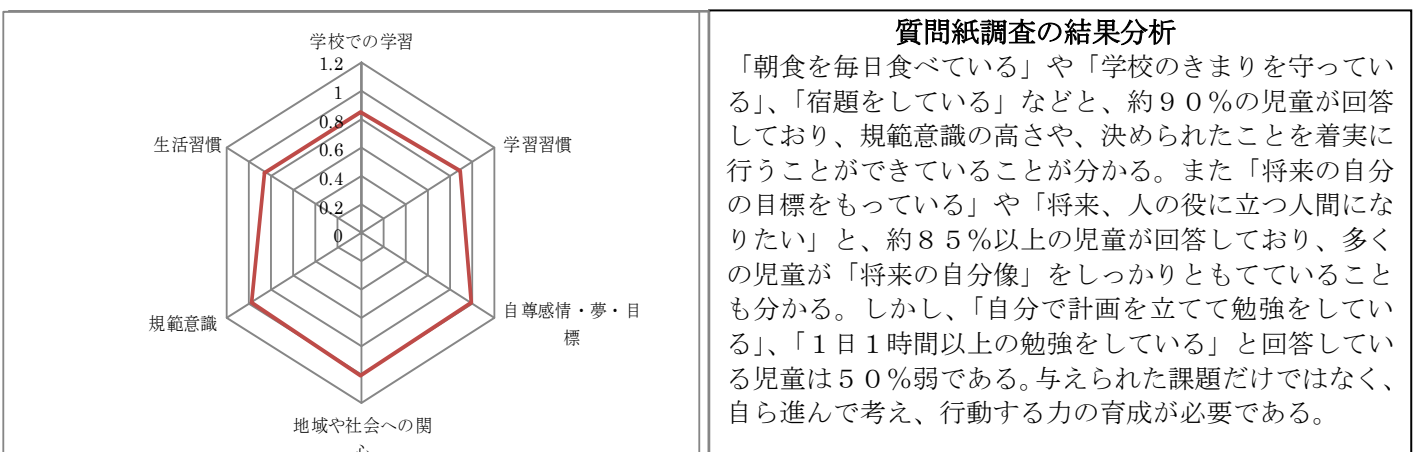 学校での学習
1.2
1
0.8
0.6
0.4
0.2
0
生活習慣
学習習慣
規範意識
自尊感情・夢・目
標
地域や社会への関
心
質問紙調査の結果分析
「朝食を毎日食べている」や「学校のきまりを守ってい
る」、「宿題をしている」などと、約９０％の児童が回答
しており、規範意識の高さや、決められたことを着実に
行うことができていることが分かる。また「将来の自分
の目標をもっている」や「将来、人の役に立つ人間にな
りたい」と、約８５％以上の児童が回答しており、多く
の児童が「将来の自分像」をしっかりともてていること
も分かる。しかし、「自分で計画を立てて勉強をしてい
る」、「１日１時間以上の勉強をしている」と回答してい
る児童は５０％弱である。与えられた課題だけではなく、
自ら進んで考え、行動する力の育成が必要である。